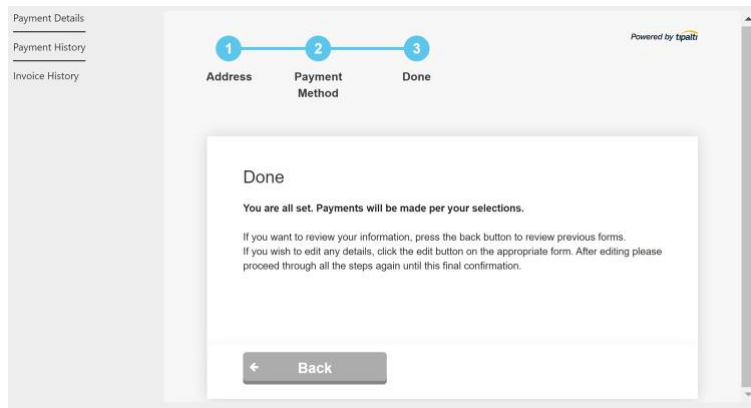 Payment Details
Payment History
Invoice History
Powered by tipalti
1
2
3
Address
Payment
Method
Done
Done
You are all set. Payments will be made per your selections.
If you want to review your information, press the back button to review previous forms.
If you wish to edit any details, click the edit button on the appropriate form. After editing please
proceed through all the steps again until this final confirmation.
Back